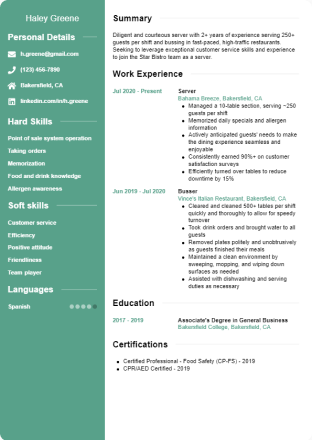 Haley Greene
Personal Details
h.greene@gmail.com
(123) 456-7890
Bakersfield, CA
linkedin.com/in/h.greene
Hard Skills
Point of sale system operation
Taking orders
Memorization
Food and drink knowledge
Allergen awareness
Soft skills
Customer service
Efficiency
Positive attitude
Friendliness
Team player
Languages
Spanish
Summary
Diligent and courteous server with 2+ years of experience serving 250+
guests per shift and bussing in fast-paced, high-traffic restaurants.
Seeking to leverage exceptional customer service skills and experience
to join the Star Bistro team as a server.
Work Experience
Jul 2020 - Present
Server
Bahama Breeze, Bakersfield, CA
Managed a 10-table section, serving ~250
guests per shift
Memorized daily specials and allergen
information
Actively anticipated guests' needs to make
the dining experience seamless and
enjoyable
Consistently earned 90%+ on customer
satisfaction surveys
Efficiently turned over tables to reduce
downtime by 15%
Jun 2019 - Jul 2020
Busser
Vince's Italian Restaurant, Bakersfield, CA
Cleared and cleaned 500+ tables per shift
quickly and thoroughly to allow for speedy
turnover
Took drink orders and brought water to all
guests
Removed plates politely and unobtrusively
as guests finished their meals
Maintained a clean environment by
sweeping, mopping, and wiping down
surfaces as needed
Assisted with dishwashing and serving
duties as necessary
Education
2017 - 2019
Associate's Degree in General Business
Bakersfield College, Bakersfield, CA
Certifications
Certified Professional - Food Safety (CP-FS) - 2019
CPR/AED Certified - 2019